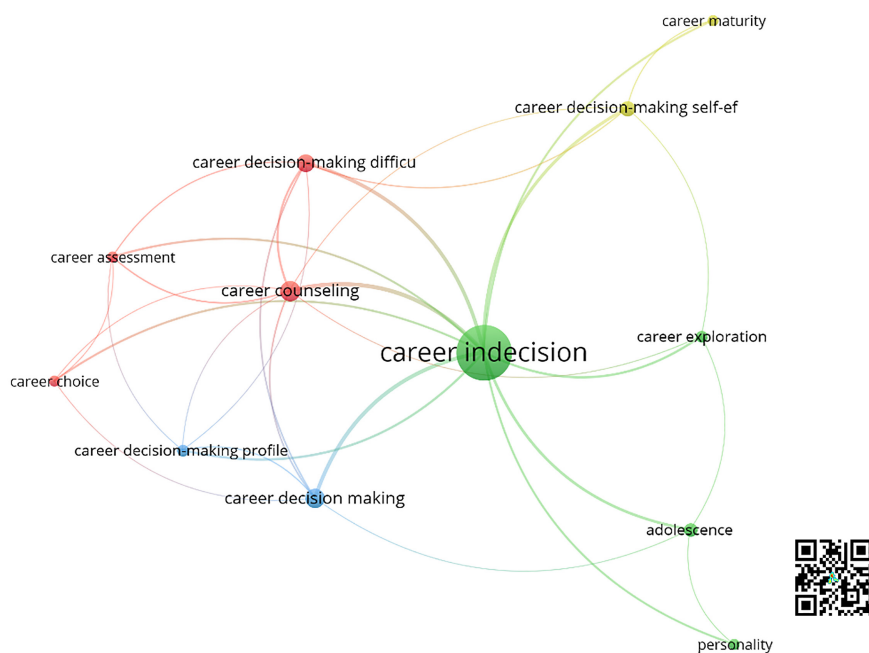 career maturity
career decision-making self-ef
career decision-making difficu
career assessment
career counseling
career exploration
career indecision
career choice
career decision-making profile
career decision making
adolescence
personality